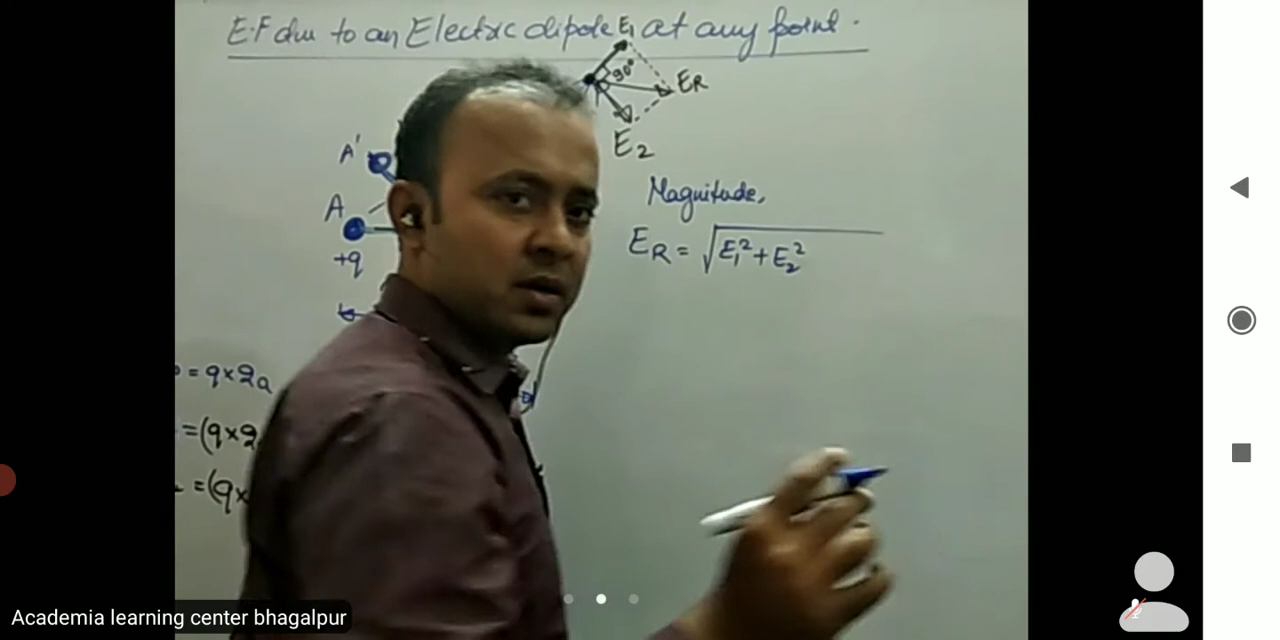 E.F due to an Electric dipole at any point.
E1
90°
ER
E2
A'
A
+q
Magnitude,
ER = √E1²+E2²
= q×2a
=(q×2
=(q×
Academia learning center bhagalpur